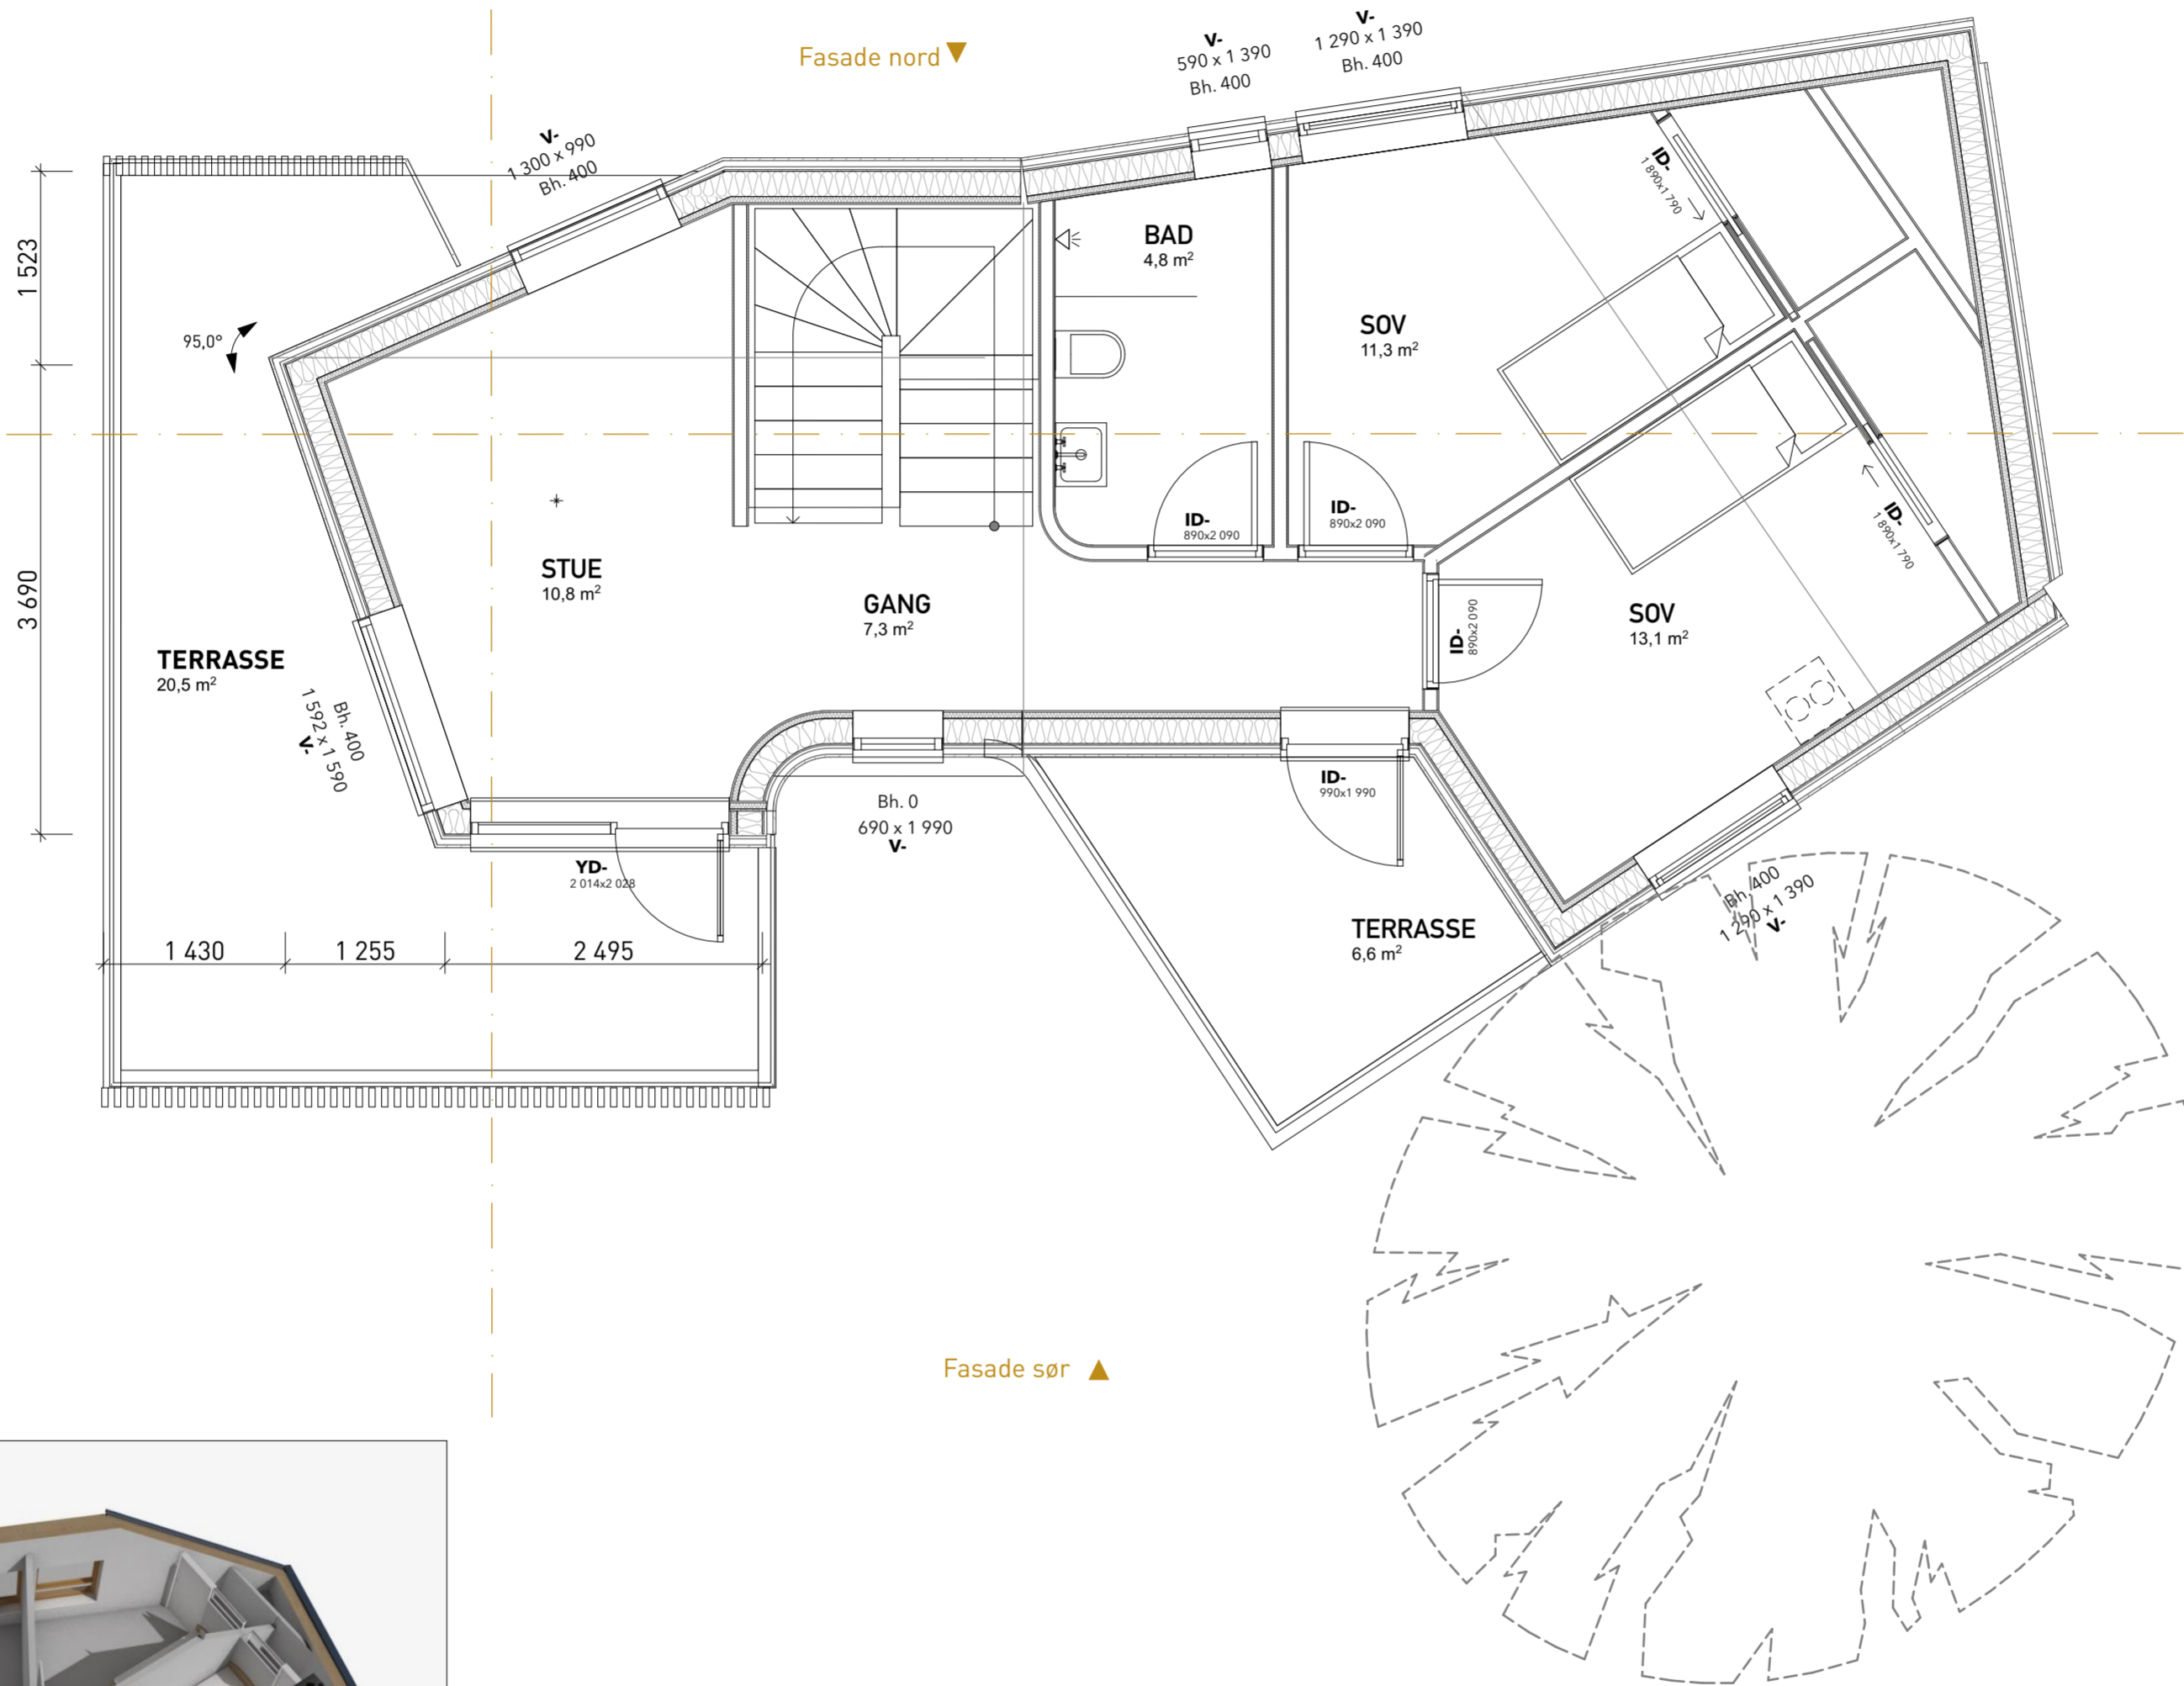 Fasade nord
V-
590 x 1 390
Bh. 400
V-
1 290 x 1 390
Bh. 400
V-
1 300 x 990
Bh. 400
1 523
95,0°
3 690
ID-
1 890x1 790
BAD
4,8 m²
SOV
11,3 m²
ID-
890x2 090
ID-
890x2 090
ID-
1 890x1 790
STUE
10,8 m²
GANG
7,3 m²
ID-
890x2 090
SOV
13,1 m²
TERRASSE
20,5 m²
Bh. 400
1 592 x 1 590
V-
Bh. 0
690 x 1 990
V-
ID-
990x1 990
YD-
2 014x2 028
Bh. 400
1 290 x 1 390
V-
TERRASSE
6,6 m²
1 430
1 255
2 495
Fasade sør